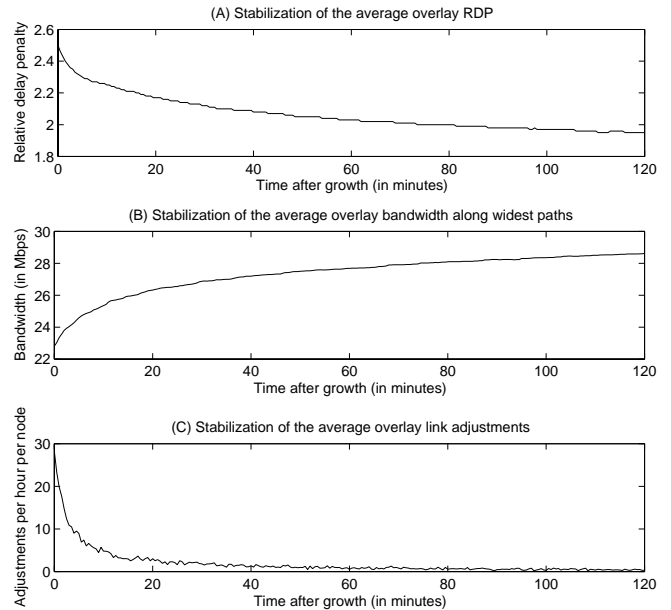 (A) Stabilization of the average overlay RDP
Relative delay penalty
2.6
2.4
2.2
2
1.8
0 20 40 60 80 100 120
Time after growth (in minutes)
(B) Stabilization of the average overlay bandwidth along widest paths
Bandwidth (in Mbps)
30
28
26
24
22
0 20 40 60 80 100 120
Time after growth (in minutes)
(C) Stabilization of the average overlay link adjustments
Adjustments per hour per node
30
20
10
0
0 20 40 60 80 100 120
Time after growth (in minutes)